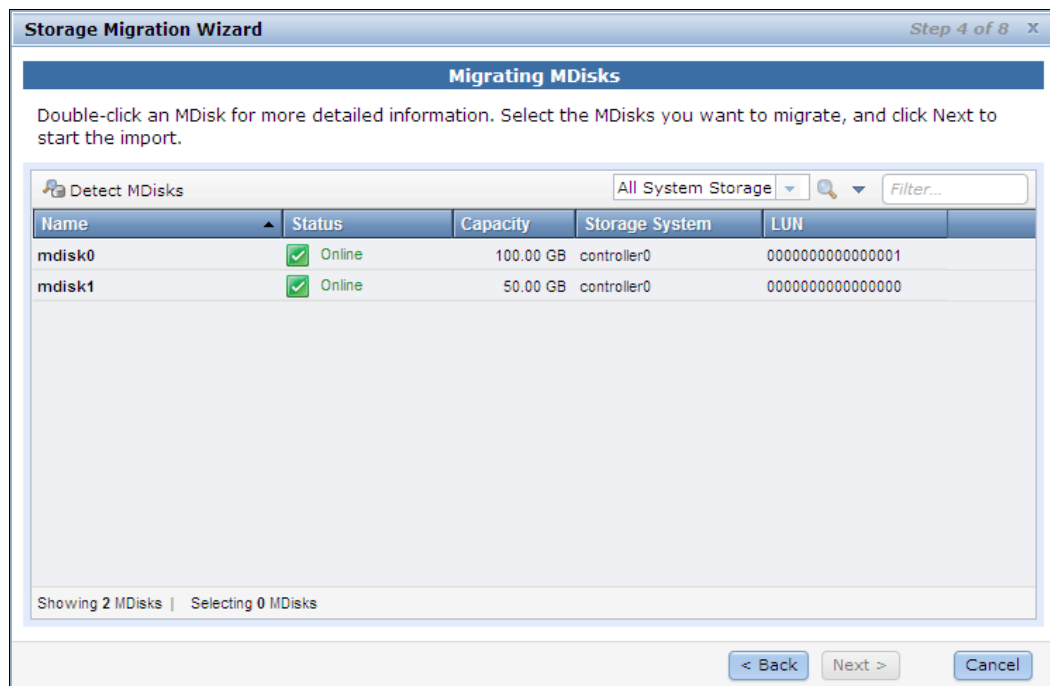 Storage Migration Wizard Step 4 of 8 X
Migrating MDisks
Double-click an MDisk for more detailed information. Select the MDisks you want to migrate, and click Next to
start the import.
Detect MDisks All System Storage Filter...
Name Status Capacity Storage System LUN
mdisk0 Online 100.00 GB controller0 0000000000000001
mdisk1 Online 50.00 GB controller0 0000000000000000
Showing 2 MDisks | Selecting 0 MDisks
< Back Next > Cancel